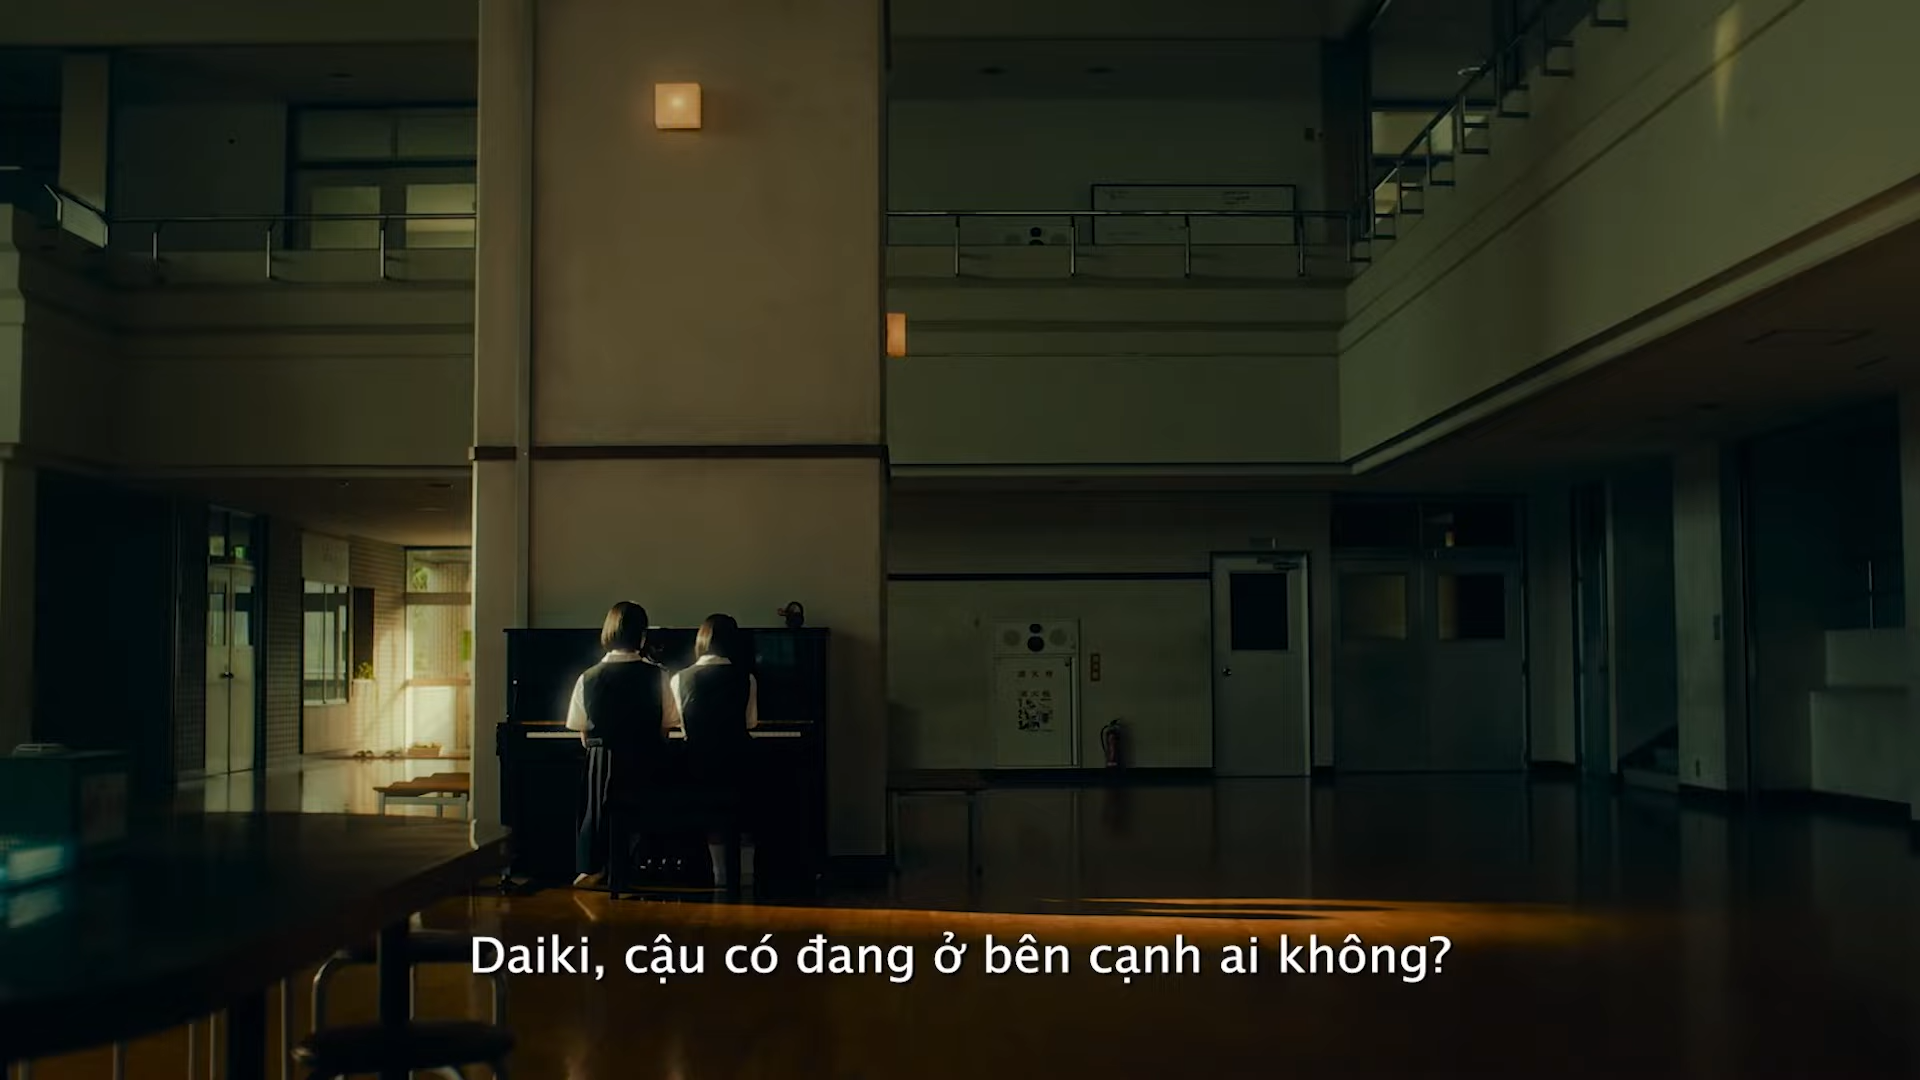 Daiki, cậu có đang ở bên cạnh ai không?